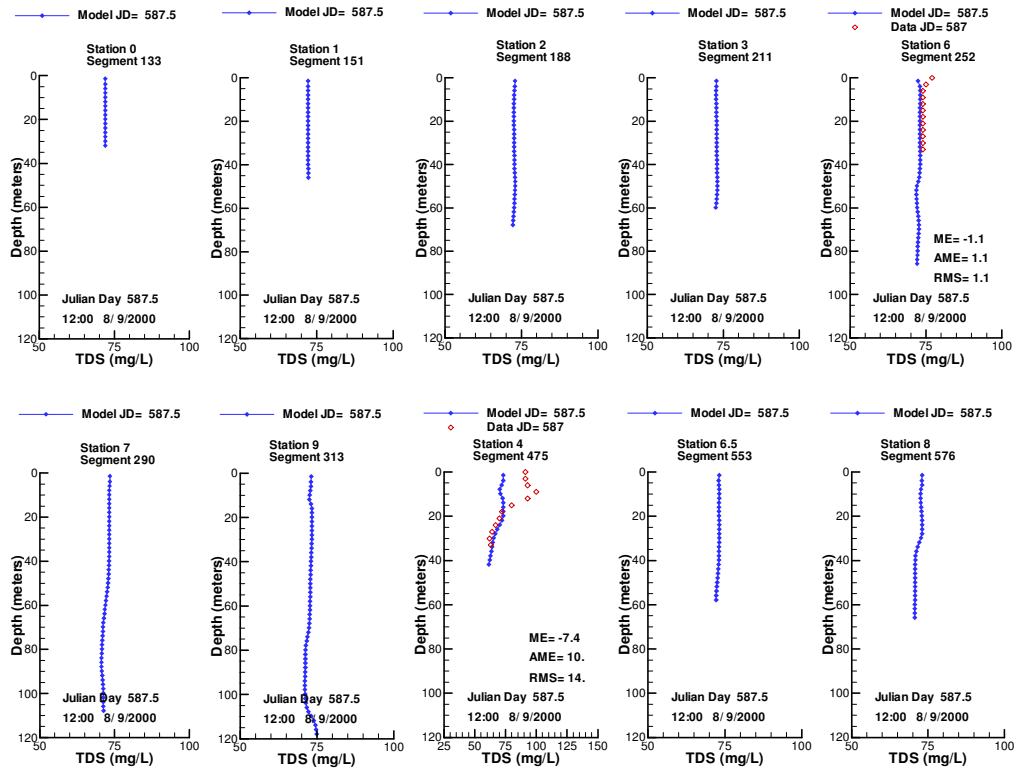 Model JD= 587.5
Station 0
Segment 133
0
20
40
60
80
100
120
Depth (meters)
Julian Day 587.5
12:00 8/ 9/2000
50 75 100
TDS (mg/L)
Model JD= 587.5
Station 1
Segment 151
0
20
40
60
80
100
120
Depth (meters)
Julian Day 587.5
12:00 8/ 9/2000
50 75 100
TDS (mg/L)
Model JD= 587.5
Station 2
Segment 188
0
20
40
60
80
100
120
Depth (meters)
Julian Day 587.5
12:00 8/ 9/2000
50 75 100
TDS (mg/L)
Model JD= 587.5
Station 3
Segment 211
0
20
40
60
80
100
120
Depth (meters)
Julian Day 587.5
12:00 8/ 9/2000
50 75 100
TDS (mg/L)
Model JD= 587.5
Data JD= 587
Station 6
Segment 252
0
20
40
60
80
100
120
Depth (meters)
ME= -1.1
AME= 1.1
RMS= 1.1
Julian Day 587.5
12:00 8/ 9/2000
50 75 100
TDS (mg/L)
Model JD= 587.5
Station 7
Segment 290
0
20
40
60
80
100
120
Depth (meters)
Julian Day 587.5
12:00 8/ 9/2000
50 75 100
TDS (mg/L)
Model JD= 587.5
Station 9
Segment 313
0
20
40
60
80
100
120
Depth (meters)
Julian Day 587.5
12:00 8/ 9/2000
50 75 100
TDS (mg/L)
Model JD= 587.5
Data JD= 587
Station 4
Segment 475
0
20
40
60
80
100
120
Depth (meters)
ME= -7.4
AME= 10.
RMS= 14.
Julian Day 587.5
12:00 8/ 9/2000
25 50 75 100 125 150
TDS (mg/L)
Model JD= 587.5
Station 6.5
Segment 553
0
20
40
60
80
100
120
Depth (meters)
Julian Day 587.5
12:00 8/ 9/2000
50 75 100
TDS (mg/L)
Model JD= 587.5
Station 8
Segment 576
0
20
40
60
80
100
120
Depth (meters)
Julian Day 587.5
12:00 8/ 9/2000
50 75 100
TDS (mg/L)